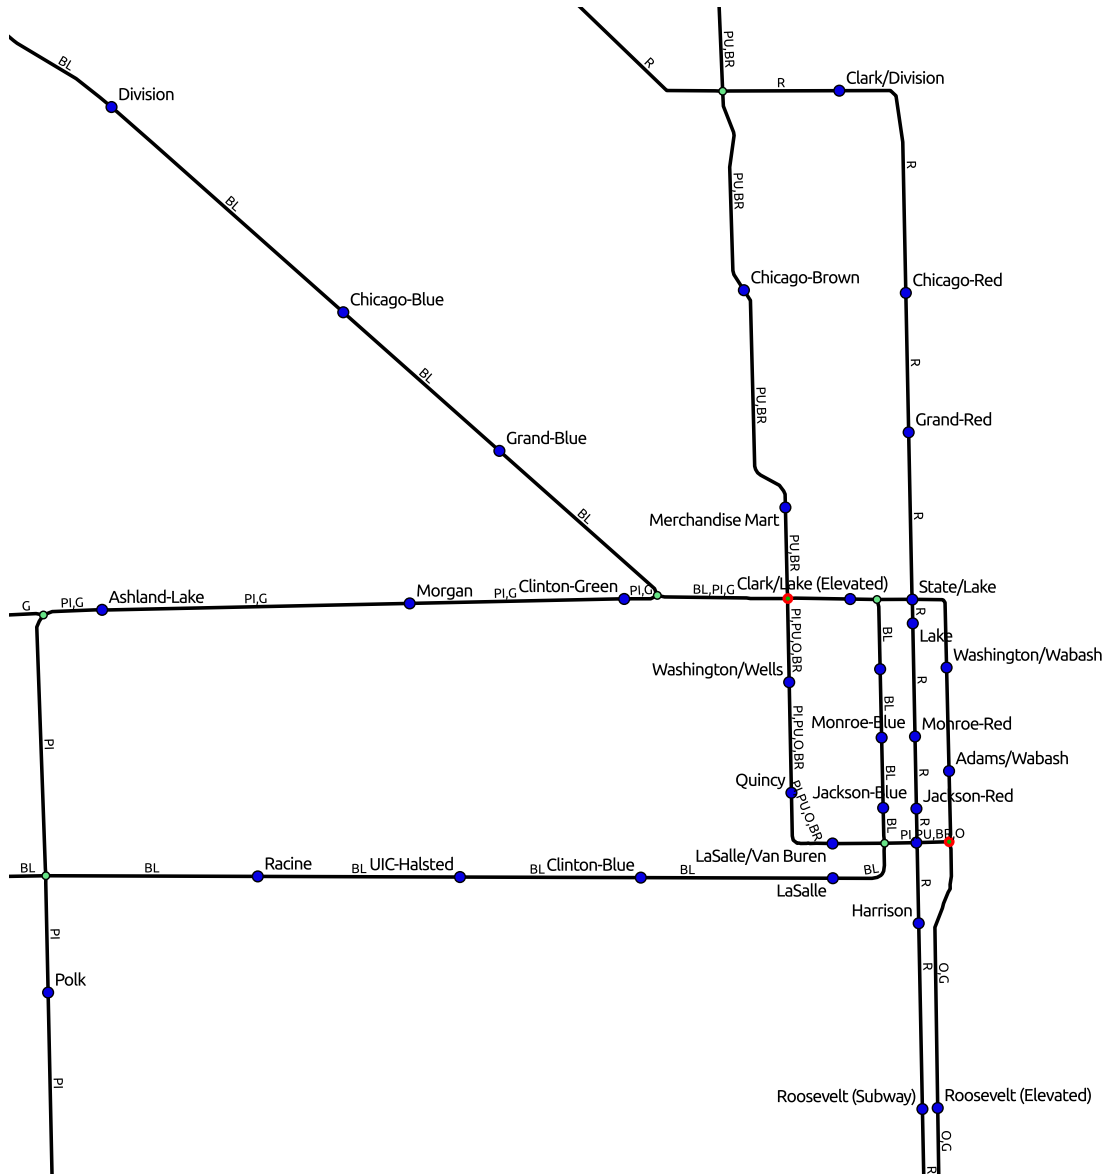 BL
Division
R
PU,BR
R
Clark/Division
R
BL
PU,BR
Chicago-Brown
Chicago-Red
Chicago-Blue
R
BL
PU,BR
Grand-Red
Grand-Blue
BL
R
Merchandise Mart
PU,BR
G
PI,G
Ashland-Lake
PI,G
Morgan
PI,G
Clinton-Green
PI,G
BL,PI,G
Clark/Lake (Elevated)
State/Lake
R
Lake
BL
PI,PU,O,BR
Washington/Wells
Washington/Wabash
R
BL
PI,PU,O,BR
Monroe-Blue
Monroe-Red
PI
Adams/Wabash
R
BL
Quincy
Jackson-Blue
Jackson-Red
PI,PU,O,BR
BL
R
PI,PU,BR,O
LaSalle/Van Buren
BL
BL
Racine
BL
UIC-Halsted
BL
Clinton-Blue
BL
BL
LaSalle
R
Harrison
PI
R
O,G
Polk
PI
Roosevelt (Subway)
Roosevelt (Elevated)
O,G
R